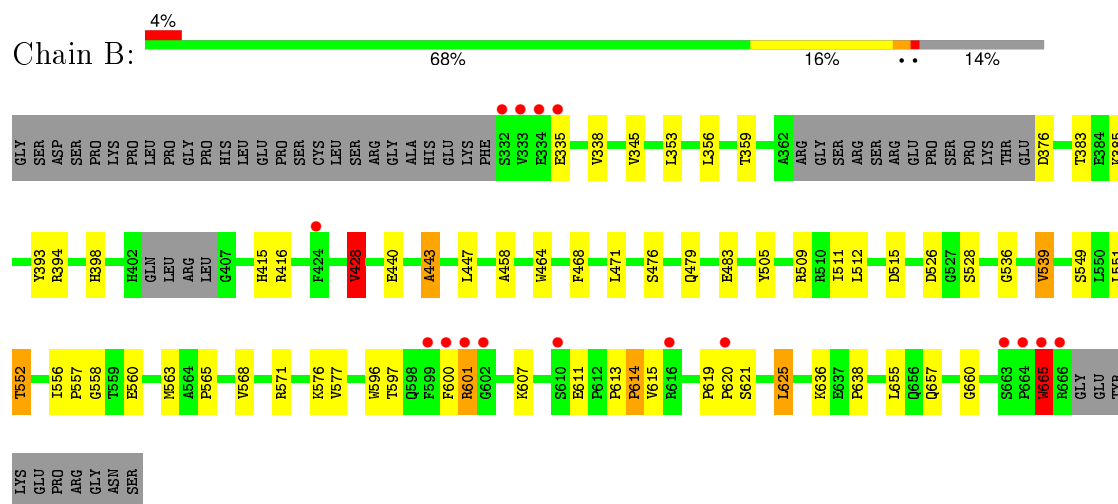 4%
Chain B:
68% 16% • • 14%
GLY SER ASP SER PRO LYS PRO LEU PRO GLY PRO HIS LEU GLU PRO SER CYS LEU SER ARG GLY ALA HIS GLU LYS PHE S332 V333 E334 E335 V338 V345 L353 L356 T359 A362 ARG GLY SER ARG SER ARG GLU PRO SER PRO LYS THR GLU D376 T383 E384 K385
Y393 R394 H398 H402 GLN LEU ARG LEU G407 H415 R416 F424 V428 E440 A443 L447 A458 W464 F468 L471 S476 Q479 E483 Y505 R509 R510 I511 L512 D515 D526 G527 S528 G536 V539 S549 L550 L551
T552 I556 P557 G558 T559 E560 M563 A564 P565 V568 R571 K576 V577 W596 T597 Q598 F599 F600 R601 G602 K607 S610 E611 P612 P613 P614 V615 R616 P619 P620 S621 L625 K636 E637 P638 L655 Q656 Q657 G660 S663 P664 W665 R666 GLY GLU TYR
LYS GLU PRO ARG GLY ASN SER